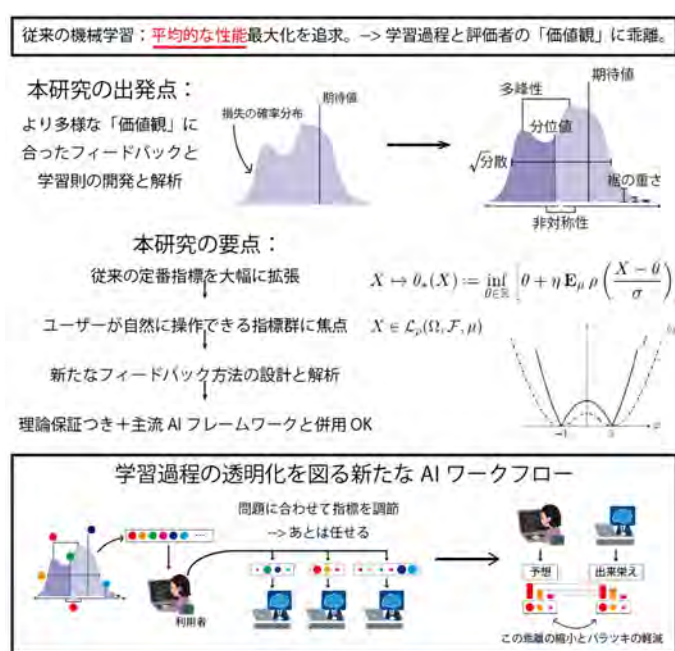 従来の機械学習：平均的な性能最大化を追求。–> 学習過程と評価者の「価値観」に乖離。
本研究の出発点：
より多様な「価値観」に
合ったフィードバックと
学習則の開発と解析
損失の確率分布
期待値
多峰性
期待値
分位値
√分散
裾の重さ
非対称性
本研究の要点：
従来の定番指標を大幅に拡張
ユーザーが自然に操作できる指標群に焦点
新たなフィードバック方法の設計と解析
理論保証つき＋主流 AI フレームワークと併用 OK
X ↦ θ*(X) := inf θ∈ℝ [ θ + η E_μ ρ ( (X − θ) / σ )
X ∈ ℒ_p(Ω, ℱ, μ)
学習過程の透明化を図る新たな AI ワークフロー
問題に合わせて指標を調節
–> あとは任せる
利用者
予想
出来栄え
この乖離の縮小とバラツキの軽減